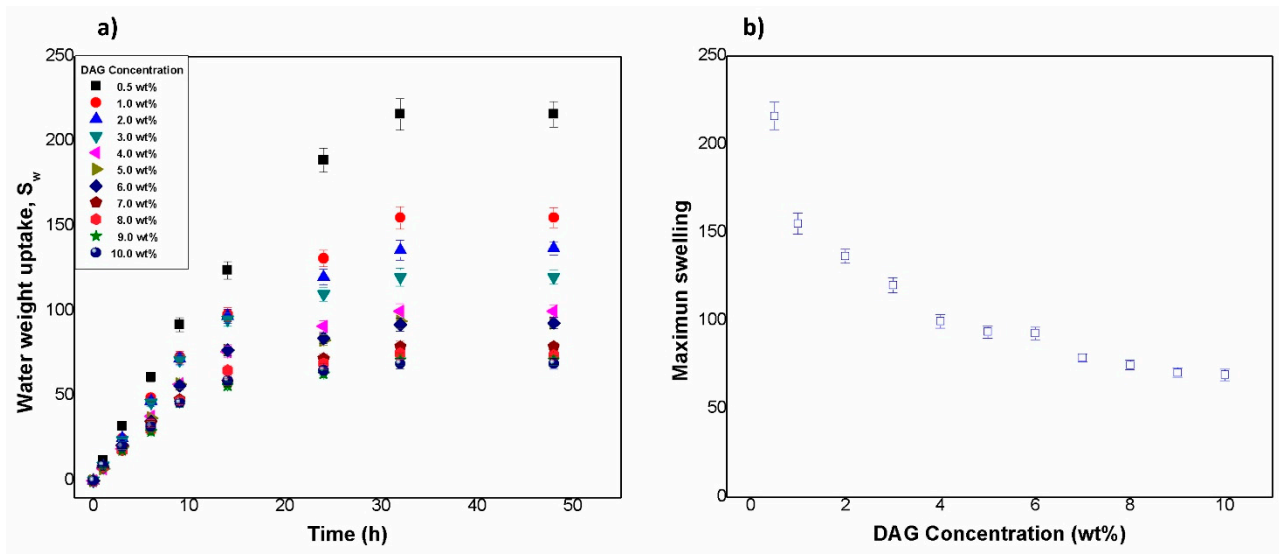 a)
250
200
150
100
50
0
Water weight uptake, Sw
DAG Concentration
0.5 wt%
1.0 wt%
2.0 wt%
3.0 wt%
4.0 wt%
5.0 wt%
6.0 wt%
7.0 wt%
8.0 wt%
9.0 wt%
10.0 wt%
0 10 20 30 40 50
Time (h)
b)
250
200
150
100
50
0
Maximun swelling
0 2 4 6 8 10
DAG Concentration (wt%)